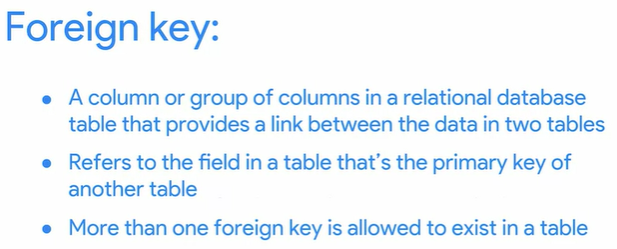 Foreign key:
● A column or group of columns in a relational database
table that provides a link between the data in two tables
● Refers to the field in a table that's the primary key of
another table
● More than one foreign key is allowed to exist in a table